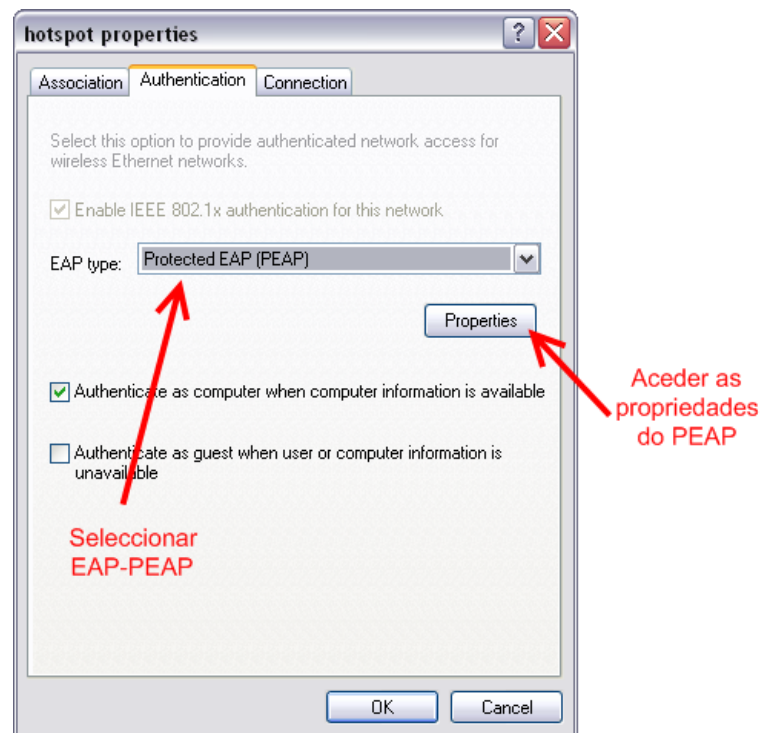 hotspot properties
Association Authentication Connection
Select this option to provide authenticated network access for
wireless Ethernet networks.
Enable IEEE 802.1x authentication for this network
EAP type: Protected EAP (PEAP)
Properties
Authenticate as computer when computer information is available
Authenticate as guest when user or computer information is
unavailable
Aceder as
propriedades
do PEAP
Seleccionar
EAP-PEAP
OK Cancel